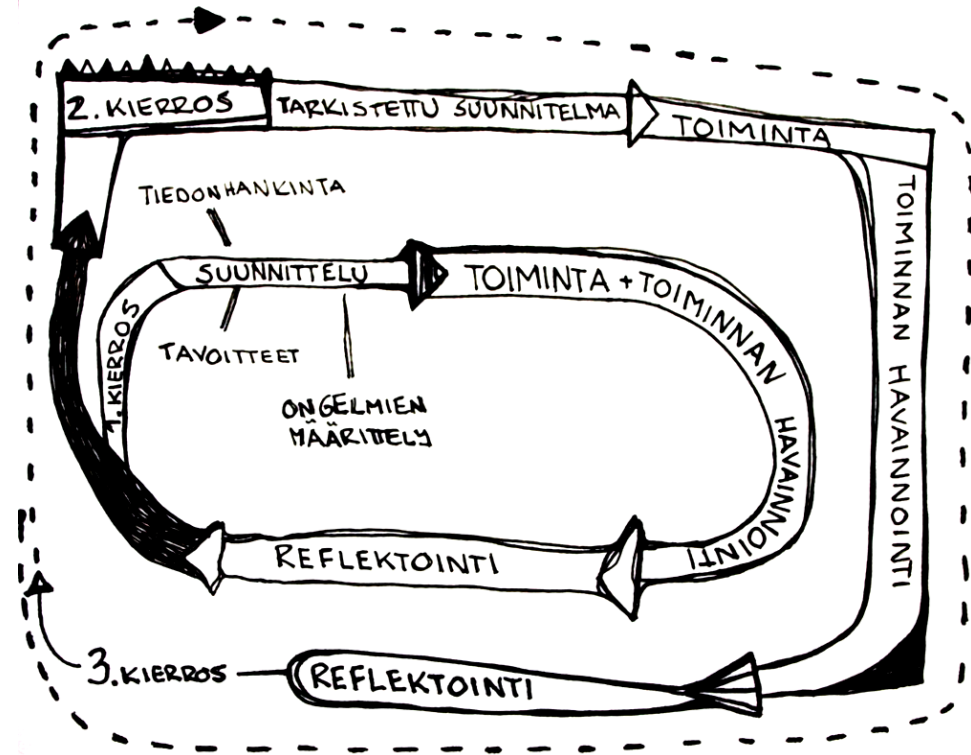 2. KIERROS
TARKISTETTU SUUNNITELMA
TOIMINTA
TOIMINNAN HAVAINNOINTI
TIEDONHANKINTA
1. KIERROS
SUUNNITTELU
TOIMINTA + TOIMINNAN HAVAINNOINTI
TAVOITTEET
ONGELMIEN
MÄÄRITTELY
REFLEKTOINTI
3. KIERROS
REFLEKTOINTI